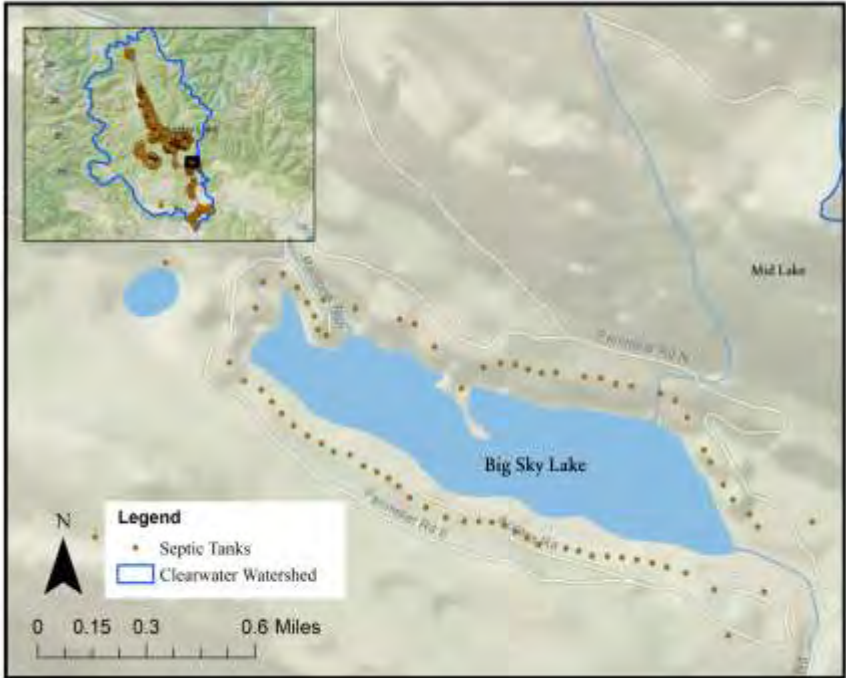 Mid Lake
Perimeter Rd N
Big Sky Lake
Perimeter Rd
N
Legend
Septic Tanks
Clearwater Watershed
0 0.15 0.3 0.6 Miles
Rd